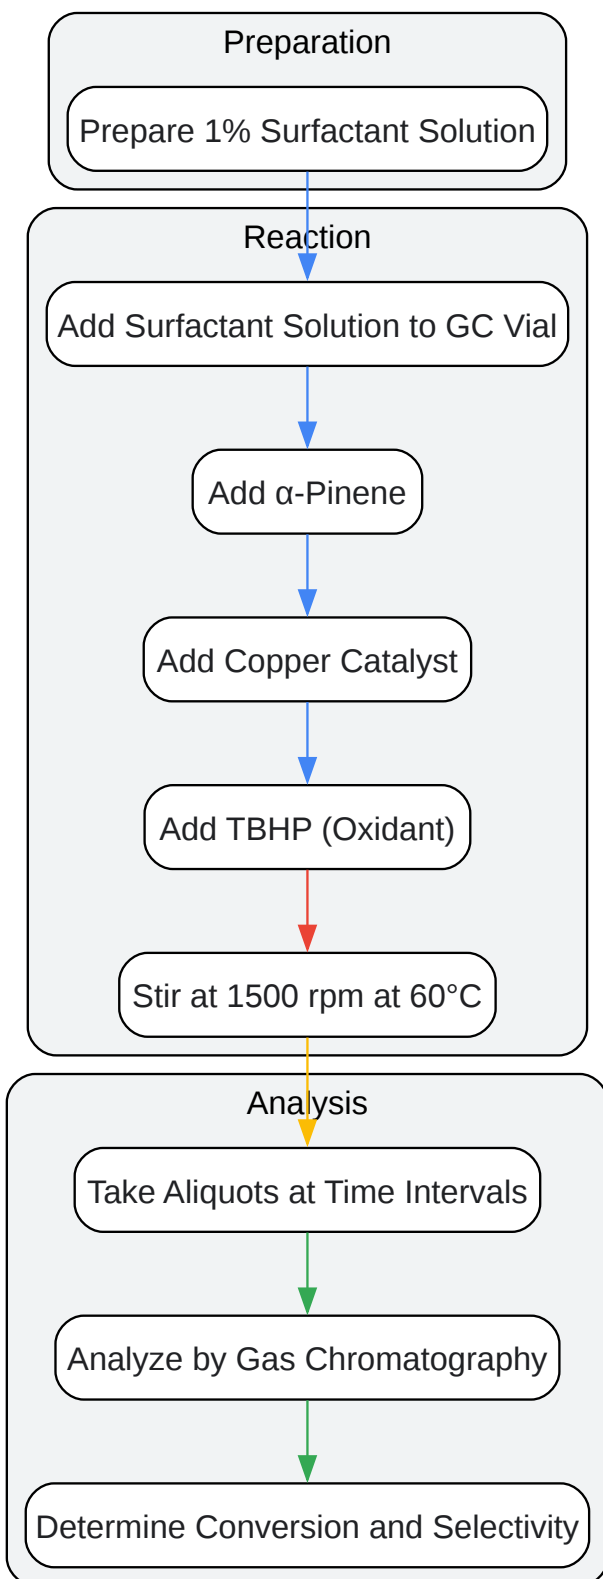 Preparation
Prepare 1% Surfactant Solution
Reaction
Add Surfactant Solution to GC Vial
Add α-Pinene
Add Copper Catalyst
Add TBHP (Oxidant)
Stir at 1500 rpm at 60°C
Analysis
Take Aliquots at Time Intervals
Analyze by Gas Chromatography
Determine Conversion and Selectivity